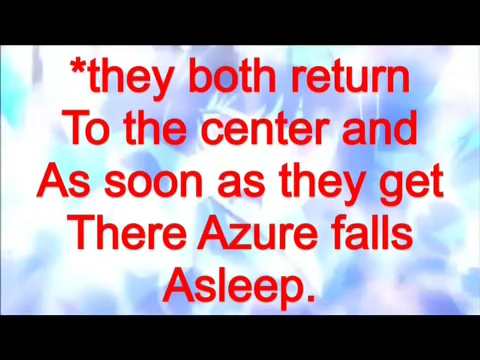 *they both return
To the center and
As soon as they get
There Azure falls
Asleep.